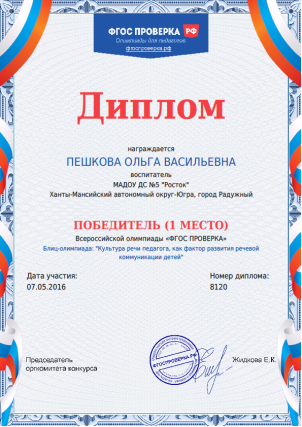 ФГОС ПРОВЕРКА РФ
Олимпиады для педагогов
фгоспроверка.рф
Диплом
награждается
ПЕШКОВА ОЛЬГА ВАСИЛЬЕВНА
воспитатель
МАДОУ ДС №5 "Росток"
Ханты-Мансийский автономный округ-Югра, город Радужный
ПОБЕДИТЕЛЬ (1 МЕСТО)
Всероссийской олимпиады «ФГОС ПРОВЕРКА»
Блиц-олимпиада: "Культура речи педагога, как фактор развития речевой
коммуникации детей"
Дата участия:
Номер диплома:
07.05.2016
8120
Председатель
оргкомитета конкурса
Жидкова Е.К.
ФГОСПРОВЕРКА.РФ